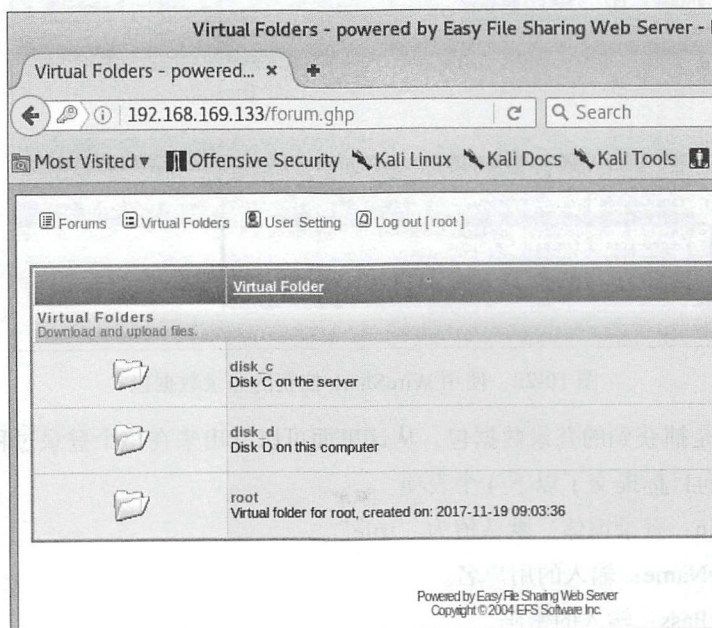 Virtual Folders - powered by Easy File Sharing Web Server -
Virtual Folders - powered... × +
192.168.169.133/forum.ghp Search
Most Visited Offensive Security Kali Linux Kali Docs Kali Tools
Forums Virtual Folders User Setting Log out [ root ]
Virtual Folder
Virtual Folders
Download and upload files.
disk_c
Disk C on the server
disk_d
Disk D on this computer
root
Virtual folder for root, created on: 2017-11-19 09:03:36
Powered by Easy File Sharing Web Server
Copyright © 2004 EFS Software Inc.